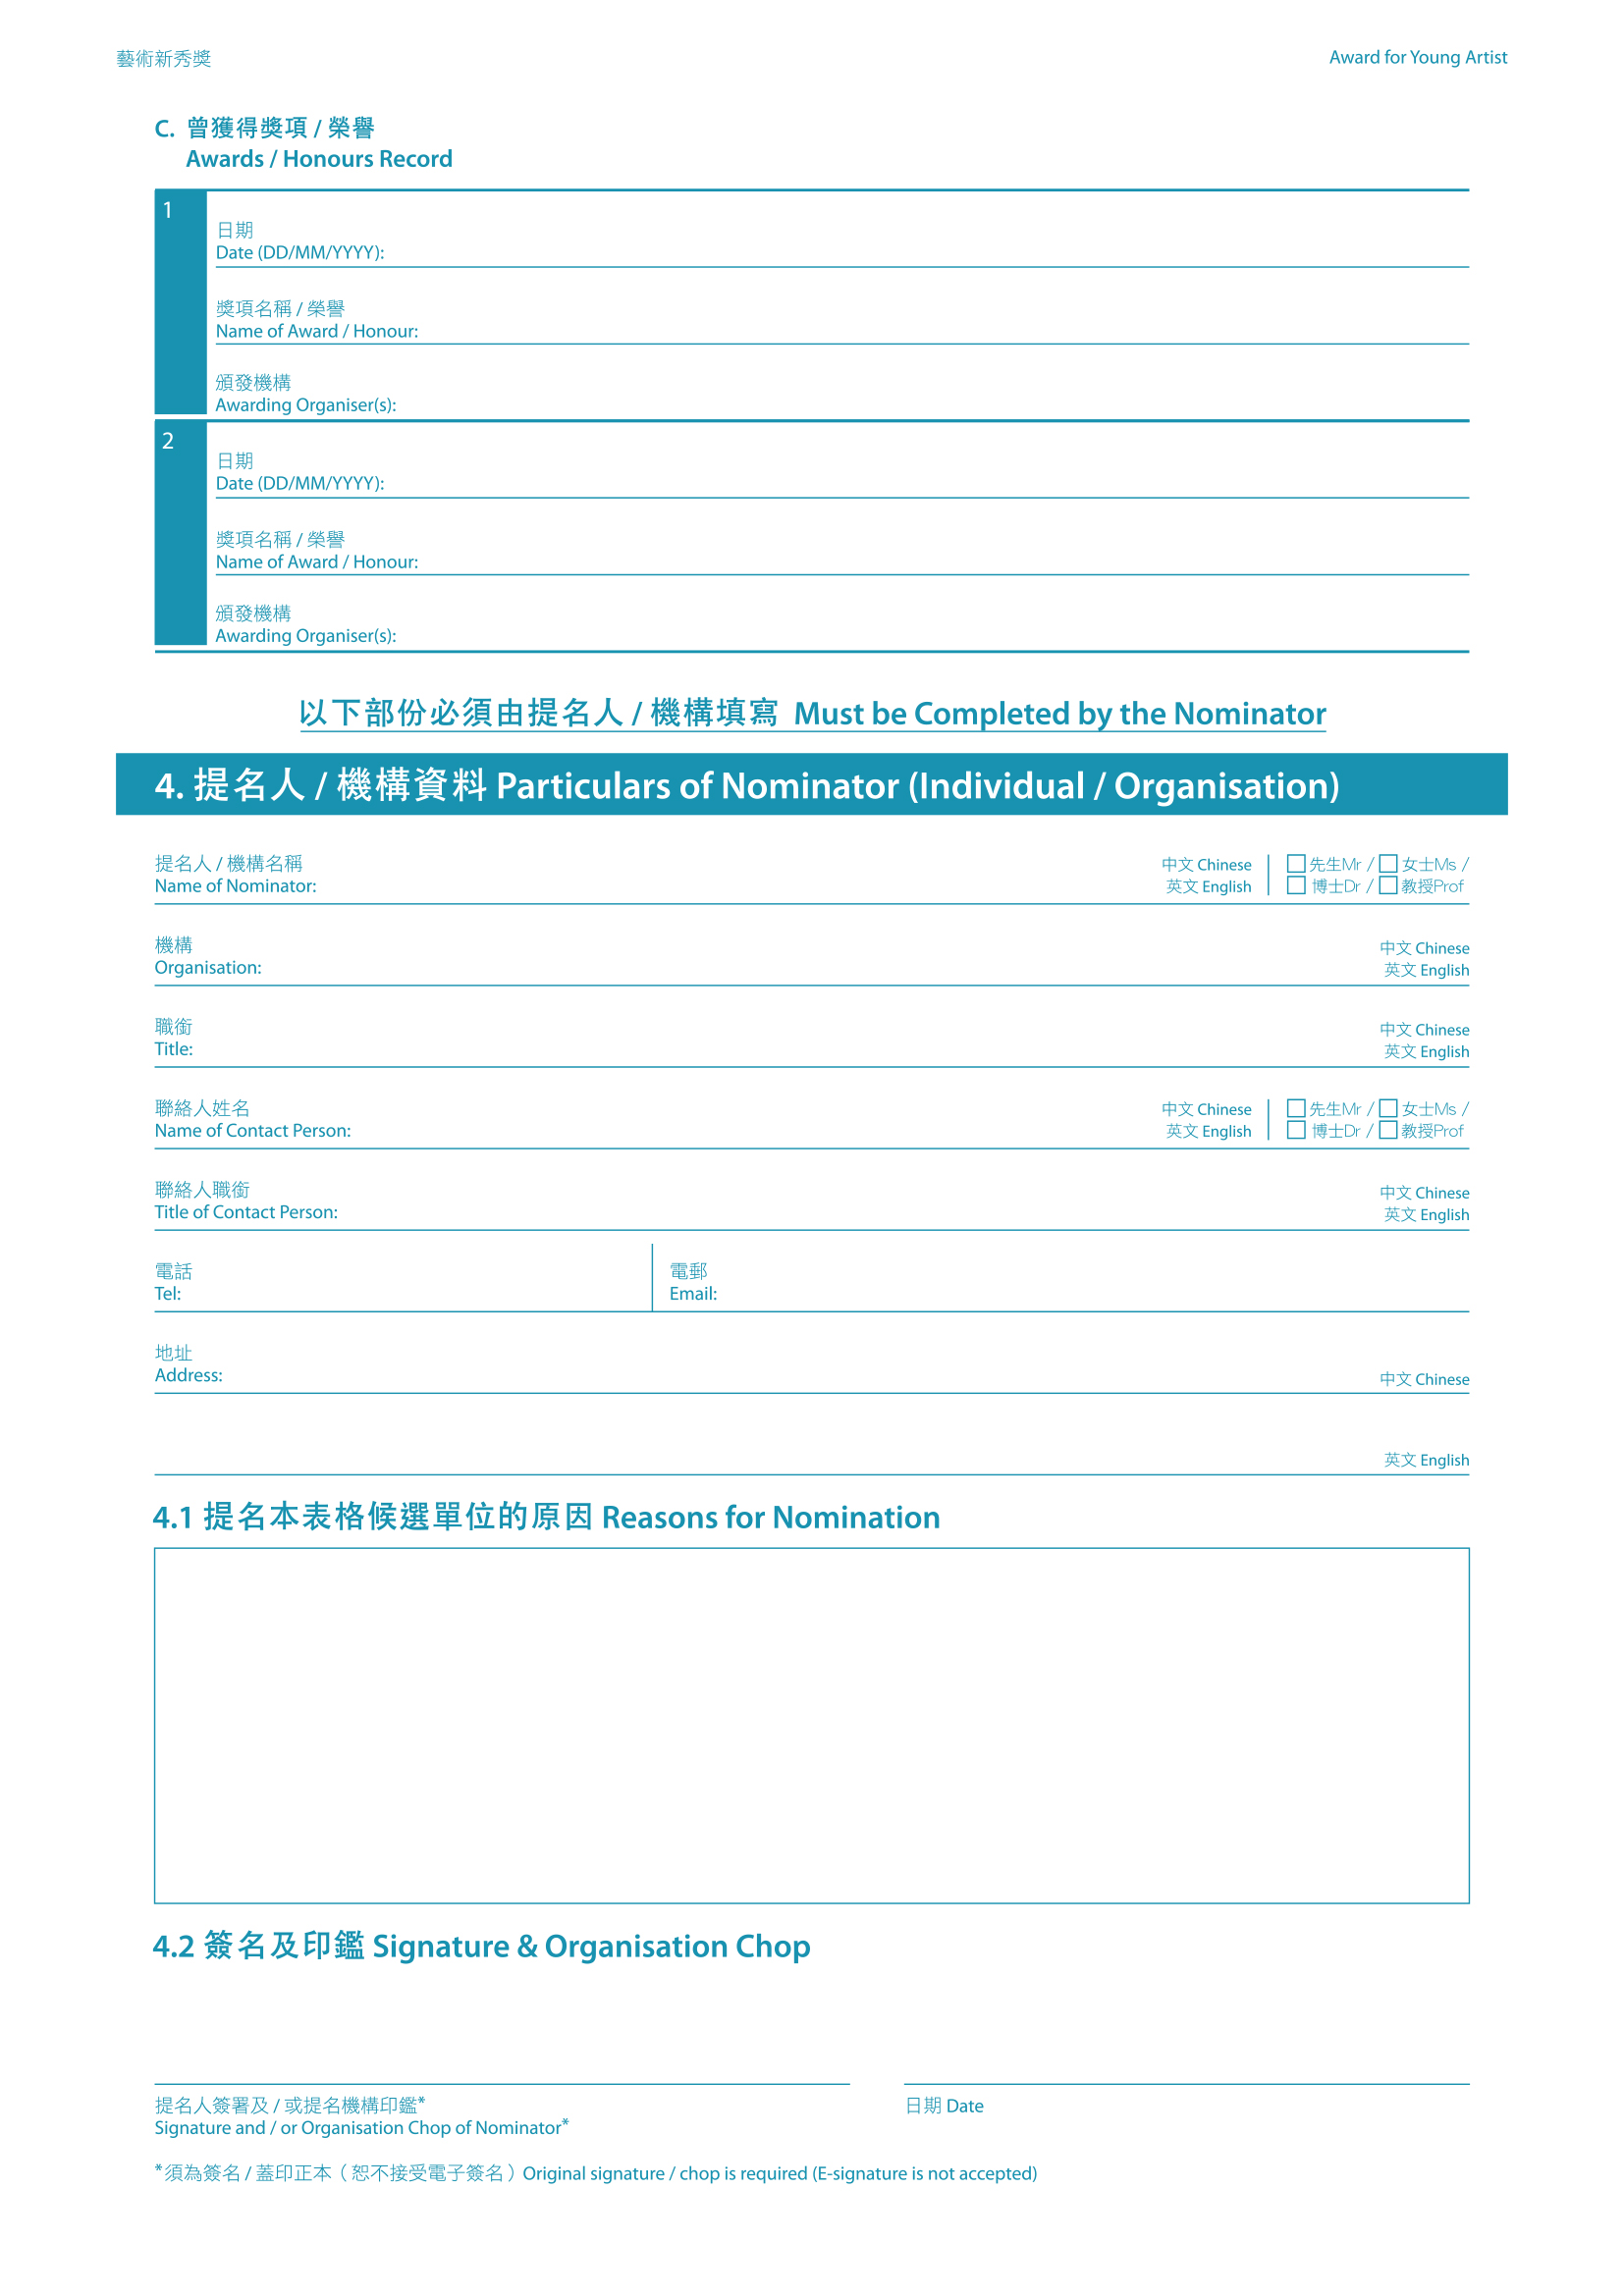 藝術新秀獎
Award for Young Artist
C. 曾獲得獎項 / 榮譽
Awards / Honours Record
1
日期
Date (DD/MM/YYYY):
獎項名稱 / 榮譽
Name of Award / Honour:
頒發機構
Awarding Organiser(s):
2
日期
Date (DD/MM/YYYY):
獎項名稱 / 榮譽
Name of Award / Honour:
頒發機構
Awarding Organiser(s):
以下部份必須由提名人 / 機構填寫 Must be Completed by the Nominator
4. 提名人 / 機構資料 Particulars of Nominator (Individual / Organisation)
提名人 / 機構名稱 中文 Chinese 先生Mr / 女士Ms /
Name of Nominator: 英文 English 博士Dr / 教授Prof
機構 中文 Chinese
Organisation: 英文 English
職銜 中文 Chinese
Title: 英文 English
聯絡人姓名 中文 Chinese 先生Mr / 女士Ms /
Name of Contact Person: 英文 English 博士Dr / 教授Prof
聯絡人職銜 中文 Chinese
Title of Contact Person: 英文 English
電話 電郵
Tel: Email:
地址
Address: 中文 Chinese
英文 English
4.1 提名本表格候選單位的原因 Reasons for Nomination
4.2 簽名及印鑑 Signature & Organisation Chop
提名人簽署及 / 或提名機構印鑑* 日期 Date
Signature and / or Organisation Chop of Nominator*
*須為簽名 / 蓋印正本（恕不接受電子簽名）Original signature / chop is required (E-signature is not accepted)